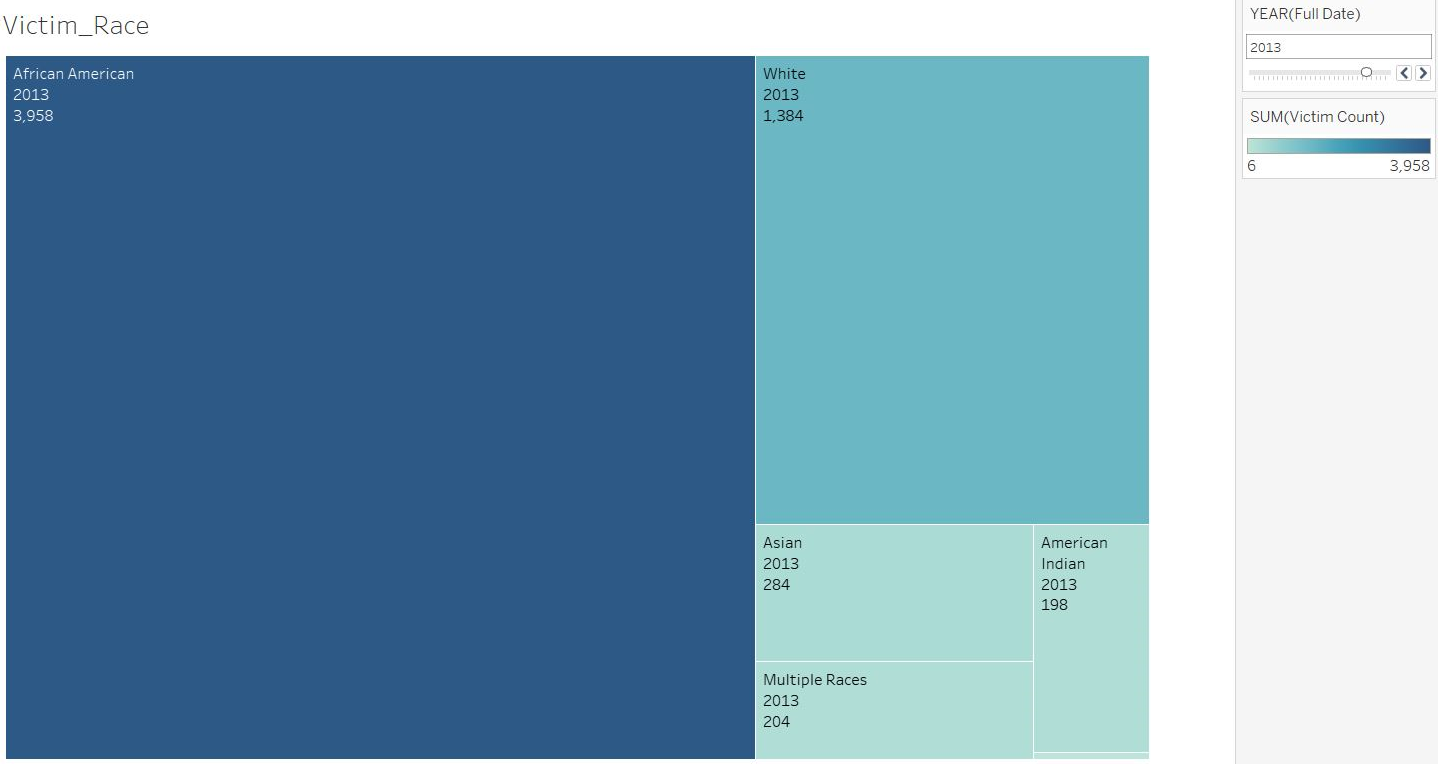 Victim_Race
African American
2013
3,958
White
2013
1,384
Asian
2013
284
American
Indian
2013
198
Multiple Races
2013
204
YEAR(Full Date)
2013
SUM(Victim Count)
6
3,958